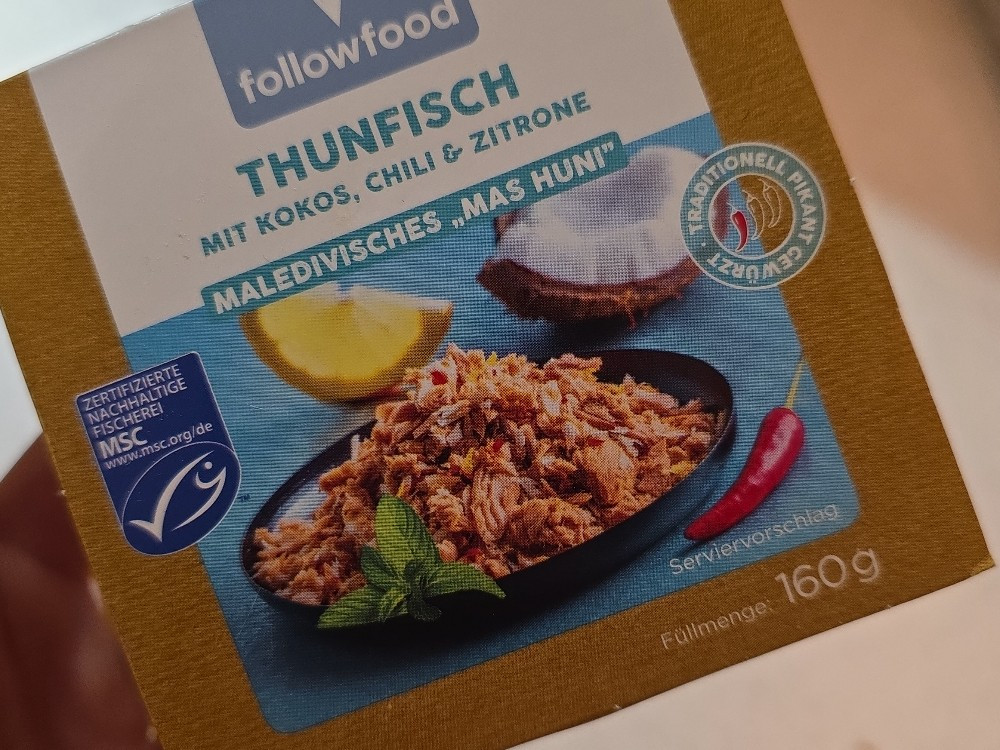 followfood
THUNFISCH
MIT KOKOS, CHILI & ZITRONE
MALEDIVISCHES „MAS HUNI”
TRADITIONELL PIKANT GEWÜRZT ·
ZERTIFIZIERTE
NACHHALTIGE
FISCHEREI
MSC
www.msc.org/de
TM
Serviervorschlag
Füllmenge: 160g